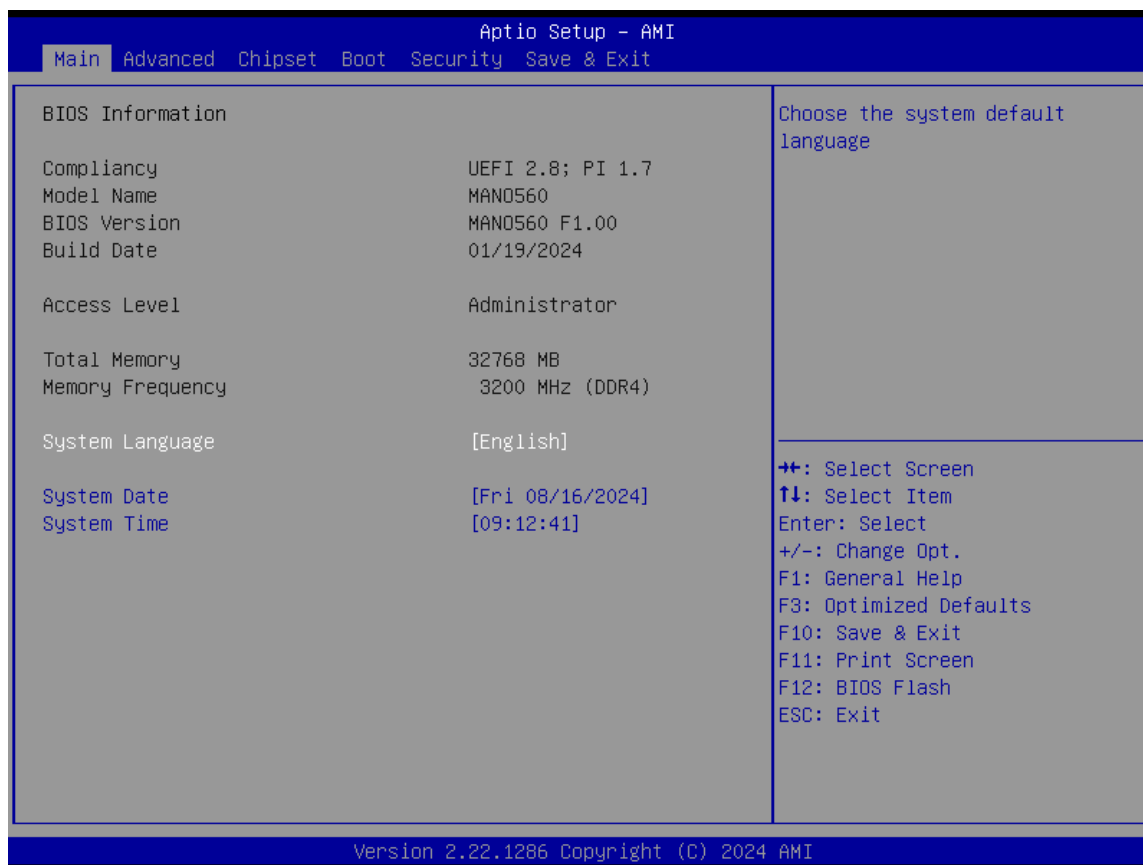 Aptio Setup – AMI
Main Advanced Chipset Boot Security Save & Exit
BIOS Information
Compliancy UEFI 2.8; PI 1.7
Model Name MANO560
BIOS Version MANO560 F1.00
Build Date 01/19/2024
Access Level Administrator
Total Memory 32768 MB
Memory Frequency 3200 MHz (DDR4)
System Language [English]
System Date [Fri 08/16/2024]
System Time [09:12:41]
Choose the system default
language
→←: Select Screen
↑↓: Select Item
Enter: Select
+/-: Change Opt.
F1: General Help
F3: Optimized Defaults
F10: Save & Exit
F11: Print Screen
F12: BIOS Flash
ESC: Exit
Version 2.22.1286 Copyright (C) 2024 AMI